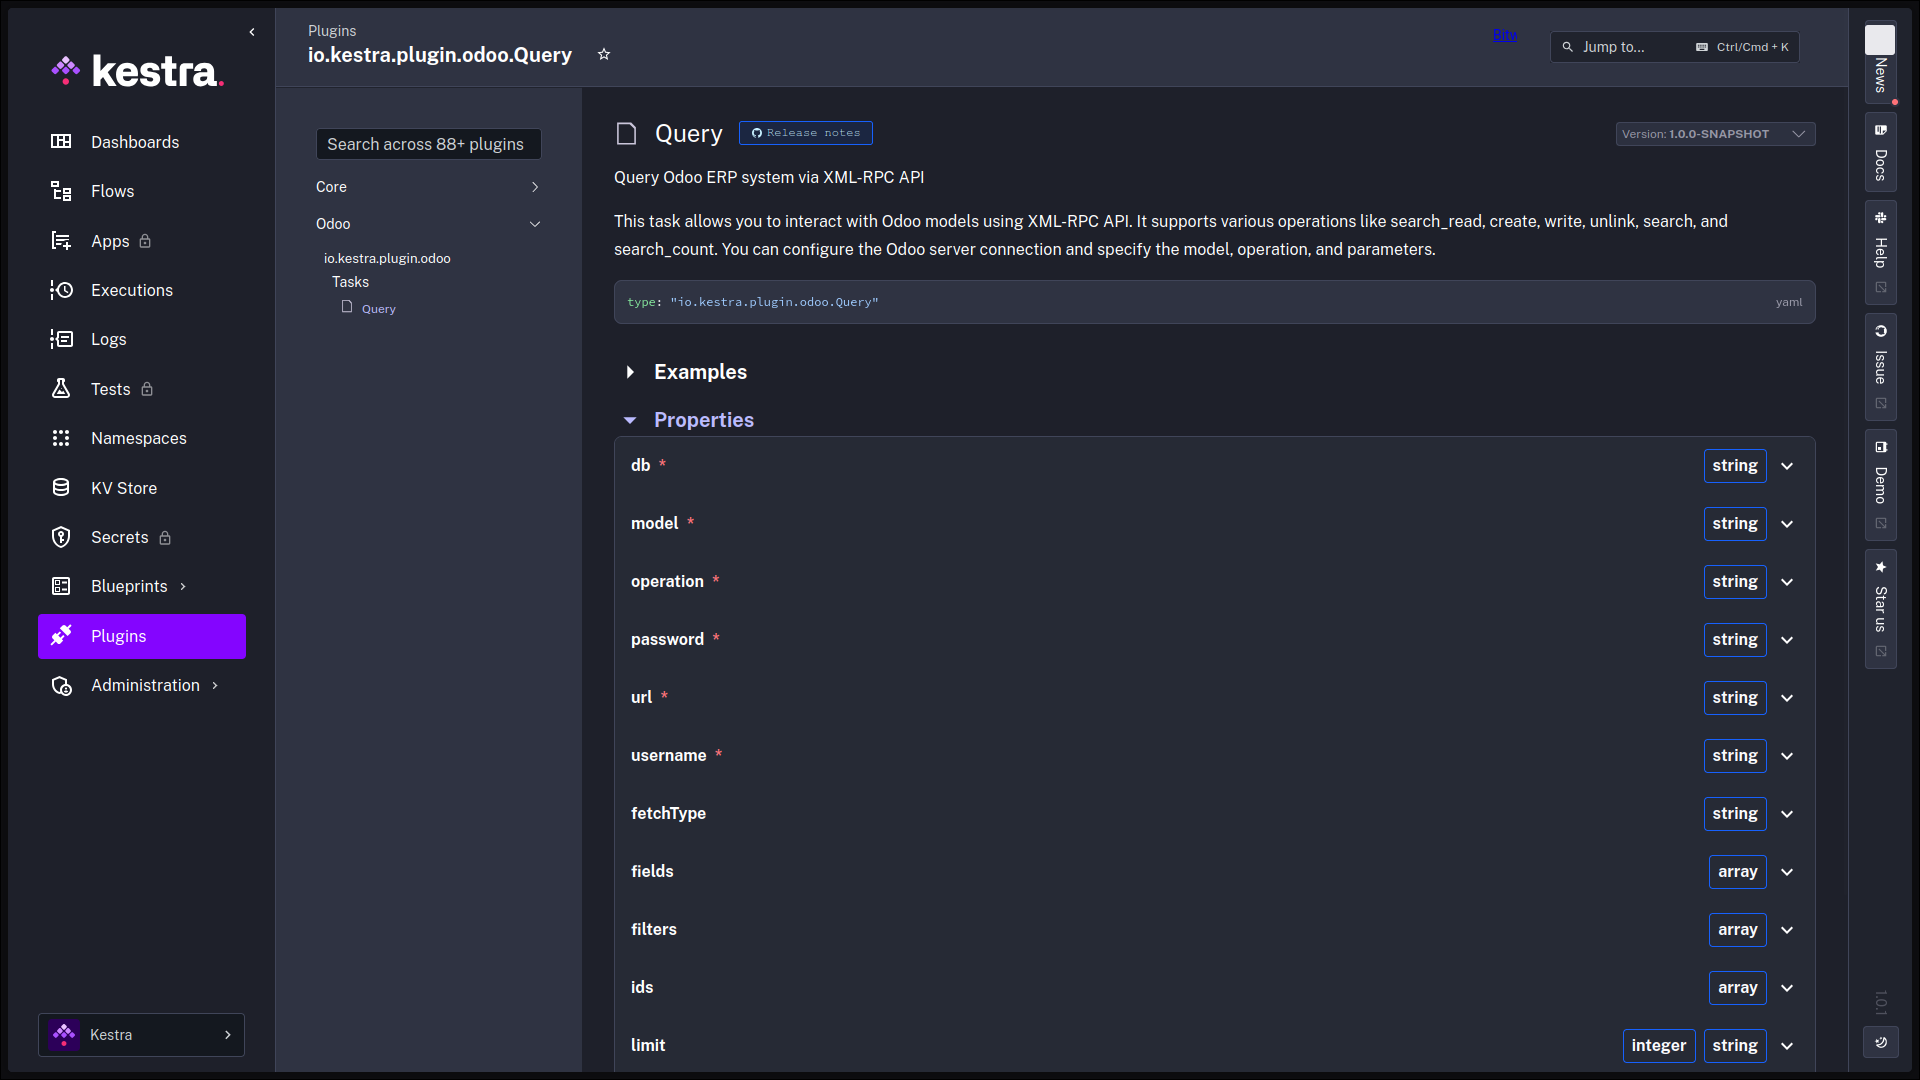 kestra.
Dashboards
Flows
Apps
Executions
Logs
Tests
Namespaces
KV Store
Secrets
Blueprints
Plugins
Administration
Kestra
Plugins
io.kestra.plugin.odoo.Query
Bitw
Jump to...
Ctrl/Cmd + K
Search across 88+ plugins
Core
Odoo
io.kestra.plugin.odoo
Tasks
Query
Query
Release notes
Version: 1.0.0-SNAPSHOT
Query Odoo ERP system via XML-RPC API
This task allows you to interact with Odoo models using XML-RPC API. It supports various operations like search_read, create, write, unlink, search, and
search_count. You can configure the Odoo server connection and specify the model, operation, and parameters.
type: "io.kestra.plugin.odoo.Query"
yaml
Examples
Properties
db * string
model * string
operation * string
password * string
url * string
username * string
fetchType string
fields array
filters array
ids array
limit integer string
News
Docs
Help
Issue
Demo
Star us
1.0.1